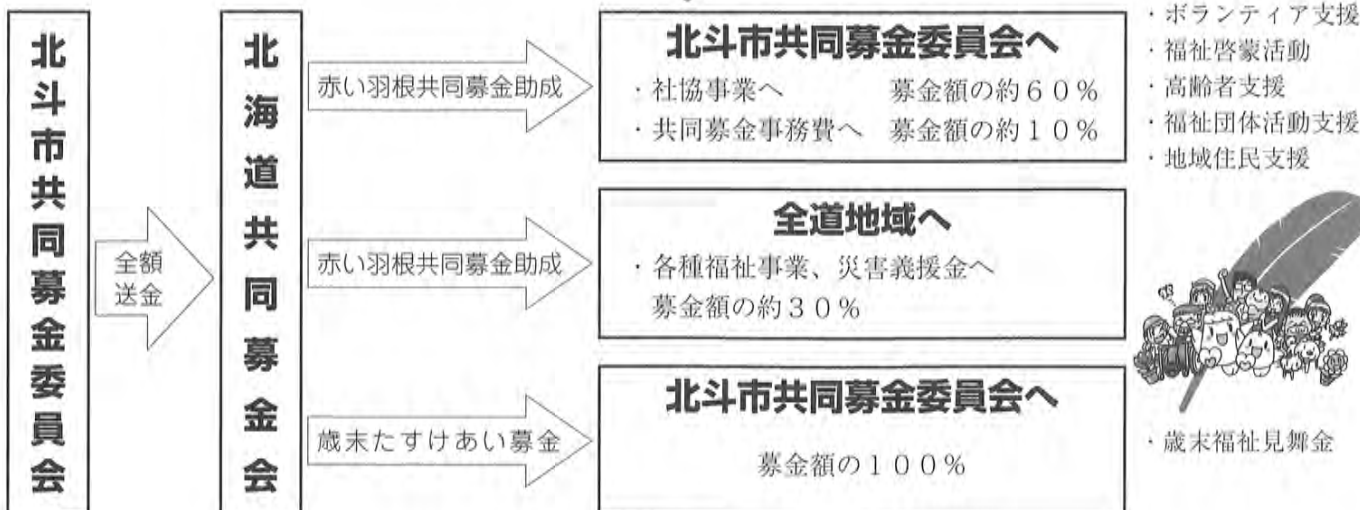 北斗市共同募金委員会
全額
送金
北海道共同募金会
赤い羽根共同募金助成
北斗市共同募金委員会へ
・社協事業へ 募金額の約60%
・共同募金事務費へ 募金額の約10%
・ボランティア支援
・福祉啓蒙活動
・高齢者支援
・福祉団体活動支援
・地域住民支援
赤い羽根共同募金助成
全道地域へ
・各種福祉事業、災害義援金へ
募金額の約30%
歳末たすけあい募金
北斗市共同募金委員会へ
募金額の100%
・歳末福祉見舞金